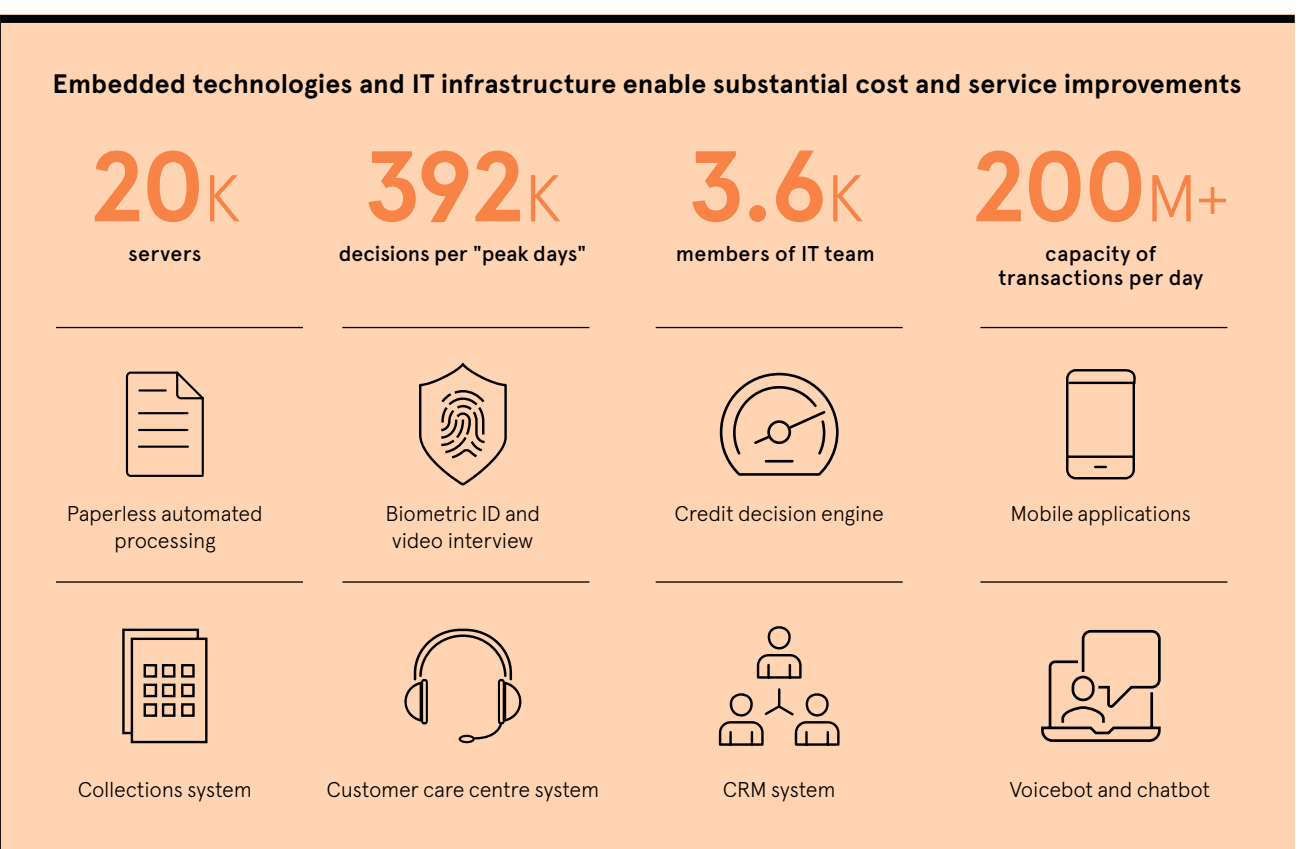 Embedded technologies and IT infrastructure enable substantial cost and service improvements
20K
servers
392K
decisions per "peak days"
3.6K
members of IT team
200M+
capacity of
transactions per day
Paperless automated
processing
Biometric ID and
video interview
Credit decision engine
Mobile applications
Collections system
Customer care centre system
CRM system
Voicebot and chatbot